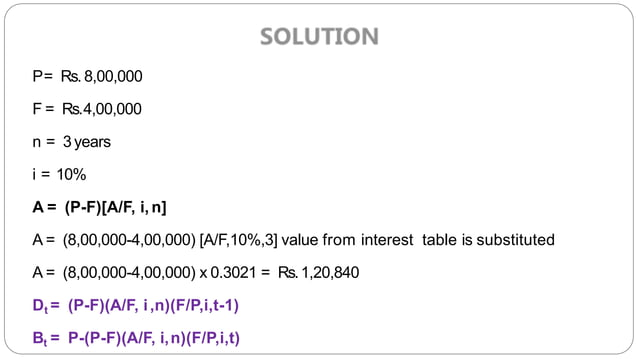 SOLUTION
P= Rs. 8,00,000
F = Rs.4,00,000
n = 3 years
i = 10%
A = (P-F)[A/F, i, n]
A = (8,00,000-4,00,000) [A/F,10%,3] value from interest table is substituted
A = (8,00,000-4,00,000) x 0.3021 = Rs. 1,20,840
Dt = (P-F)(A/F, i ,n)(F/P,i,t-1)
Bt = P-(P-F)(A/F, i,n)(F/P,i,t)